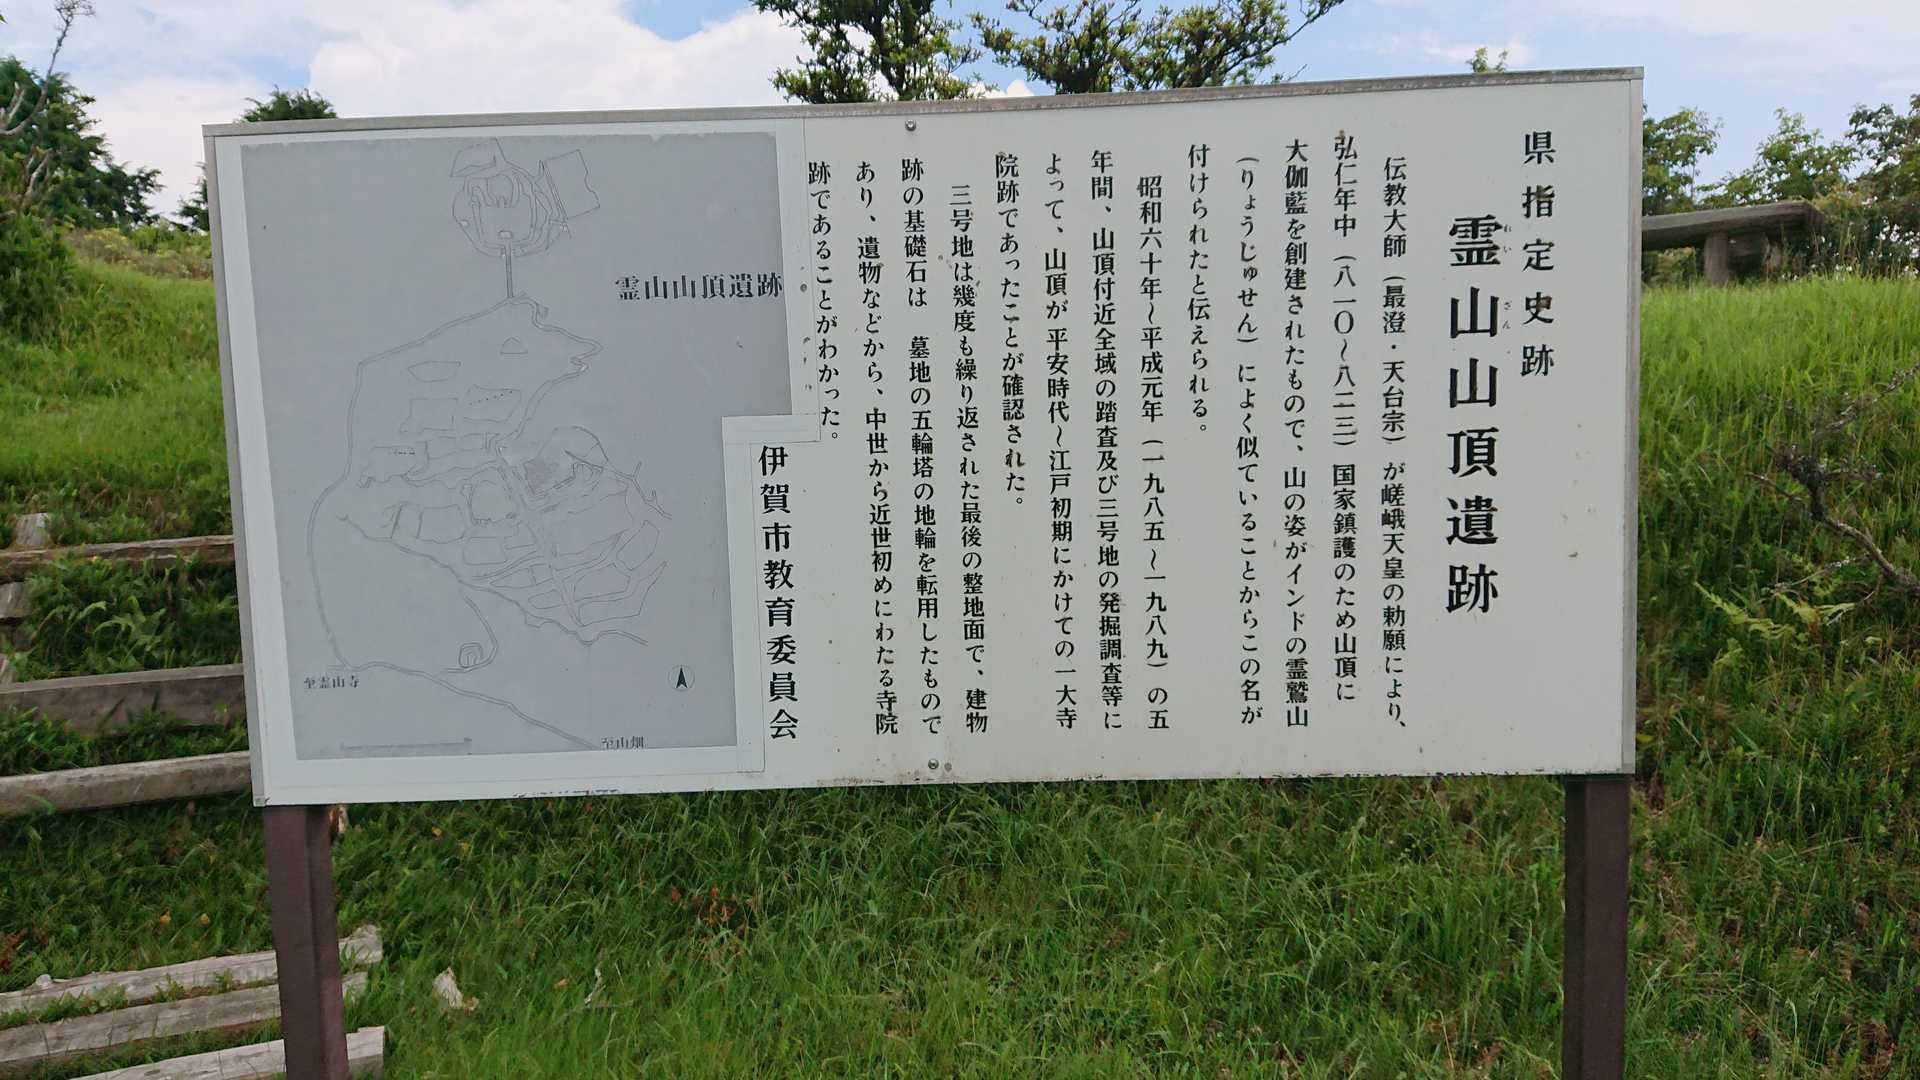 県指定史跡
霊山山頂遺跡
れいざん
伝教大師（最澄・天台宗）が嵯峨天皇の勅願により、
弘仁年中（八一〇～八二三）国家鎮護のため山頂に
大伽藍を創建されたもので、山の姿がインドの霊鷲山
（りょうじゅせん）によく似ていることからこの名が
付けられたと伝えられる。
昭和六十年～平成元年（一九八五～一九八九）の五
年間、山頂付近全域の踏査及び三号地の発掘調査等に
よって、山頂が平安時代～江戸初期にかけての一大寺
院跡であったことが確認された。
三号地は幾度も繰り返された最後の整地面で、建物
跡の基礎石は 墓地の五輪塔の地輪を転用したもので
あり、遺物などから、中世から近世初めにわたる寺院
跡であることがわかった。
伊賀市教育委員会
霊山山頂遺跡
至霊山寺
至山畑